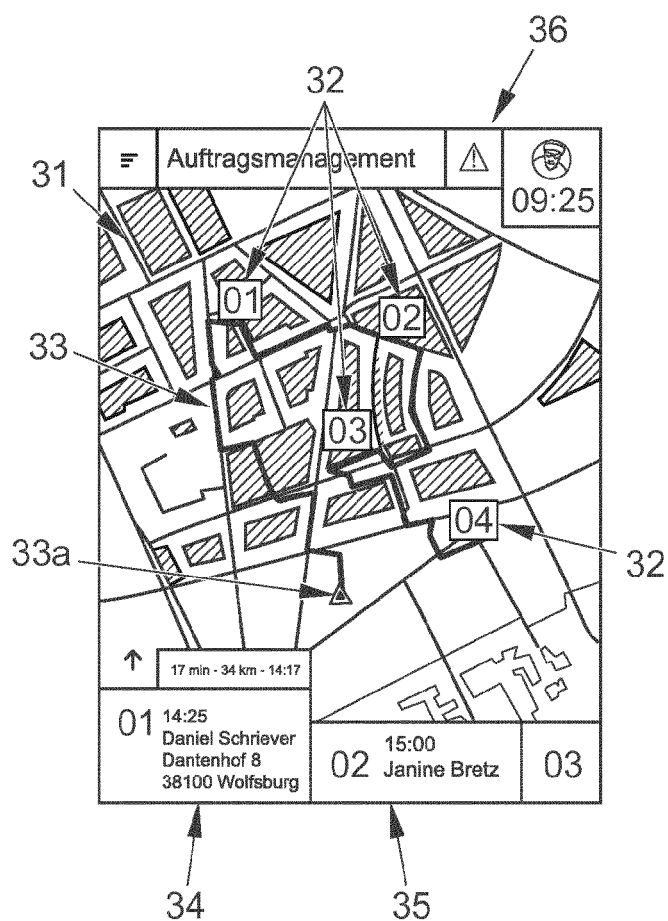 36
32
Auftragsmanagement
09:25
31
01
02
33
03
04
33a
32
17 min - 34 km - 14:17
01
14:25
Daniel Schriever
Dantenhof 8
38100 Wolfsburg
02
15:00
Janine Bretz
03
34
35